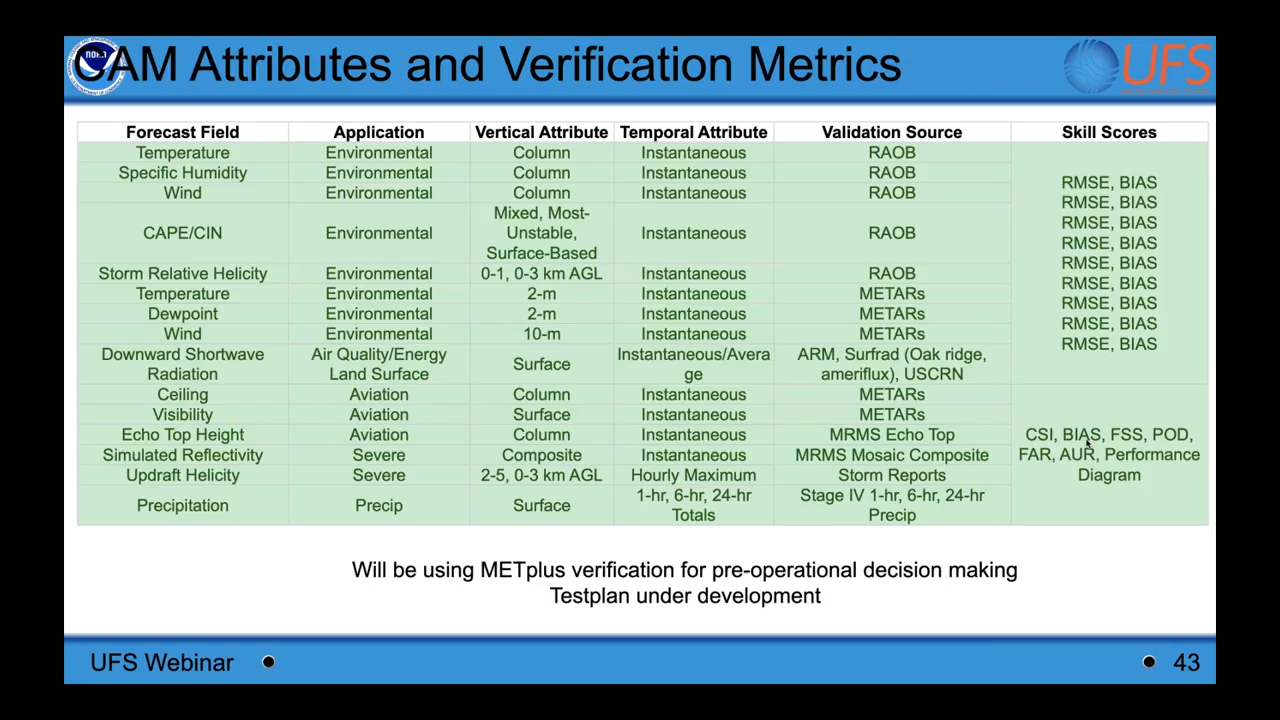 CAM Attributes and Verification Metrics
UFS
Forecast Field Application Vertical Attribute Temporal Attribute Validation Source Skill Scores
Temperature Environmental Column Instantaneous RAOB
Specific Humidity Environmental Column Instantaneous RAOB
Wind Environmental Column Instantaneous RAOB
CAPE/CIN Environmental Mixed, Most-
Unstable,
Surface-Based Instantaneous RAOB
Storm Relative Helicity Environmental 0-1, 0-3 km AGL Instantaneous RAOB
Temperature Environmental 2-m Instantaneous METARs
Dewpoint Environmental 2-m Instantaneous METARs
Wind Environmental 10-m Instantaneous METARs
Downward Shortwave
Radiation Air Quality/Energy
Land Surface Surface Instantaneous/Avera
ge ARM, Surfrad (Oak ridge,
ameriflux), USCRN
RMSE, BIAS
RMSE, BIAS
RMSE, BIAS
RMSE, BIAS
RMSE, BIAS
RMSE, BIAS
RMSE, BIAS
RMSE, BIAS
RMSE, BIAS
Ceiling Aviation Column Instantaneous METARs
Visibility Aviation Surface Instantaneous METARs
Echo Top Height Aviation Column Instantaneous MRMS Echo Top
Simulated Reflectivity Severe Composite Instantaneous MRMS Mosaic Composite
Updraft Helicity Severe 2-5, 0-3 km AGL Hourly Maximum Storm Reports
Precipitation Precip Surface 1-hr, 6-hr, 24-hr
Totals Stage IV 1-hr, 6-hr, 24-hr
Precip
CSI, BIAS, FSS, POD,
FAR, AUR, Performance
Diagram
Will be using METplus verification for pre-operational decision making
Testplan under development
UFS Webinar
43